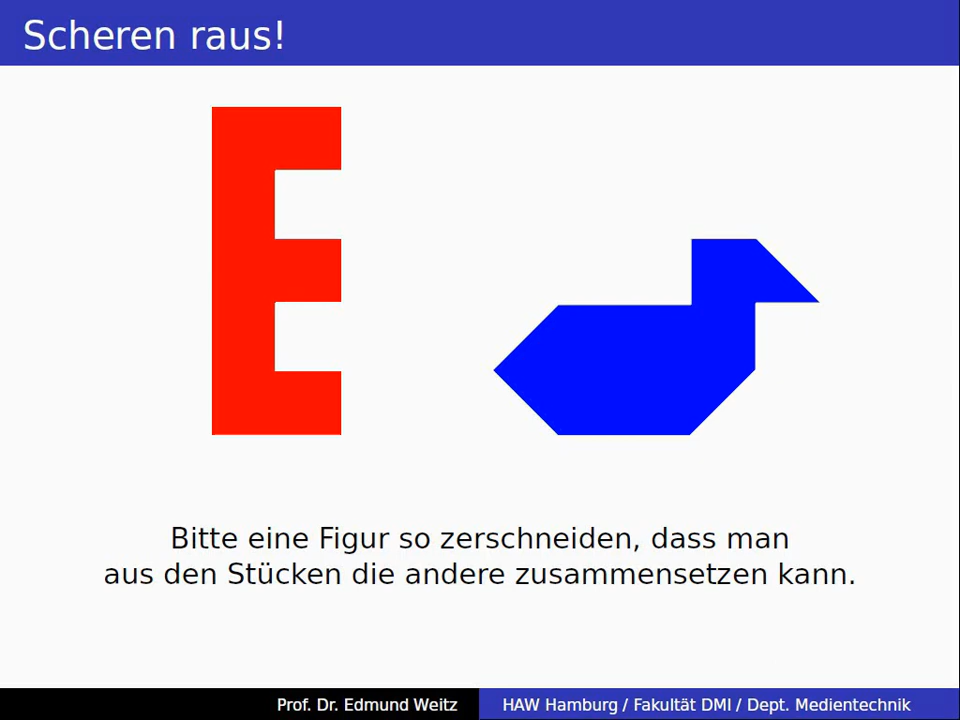 Scheren raus!
Bitte eine Figur so zerschneiden, dass man
aus den Stücken die andere zusammensetzen kann.
Prof. Dr. Edmund Weitz
HAW Hamburg / Fakultät DMI / Dept. Medientechnik